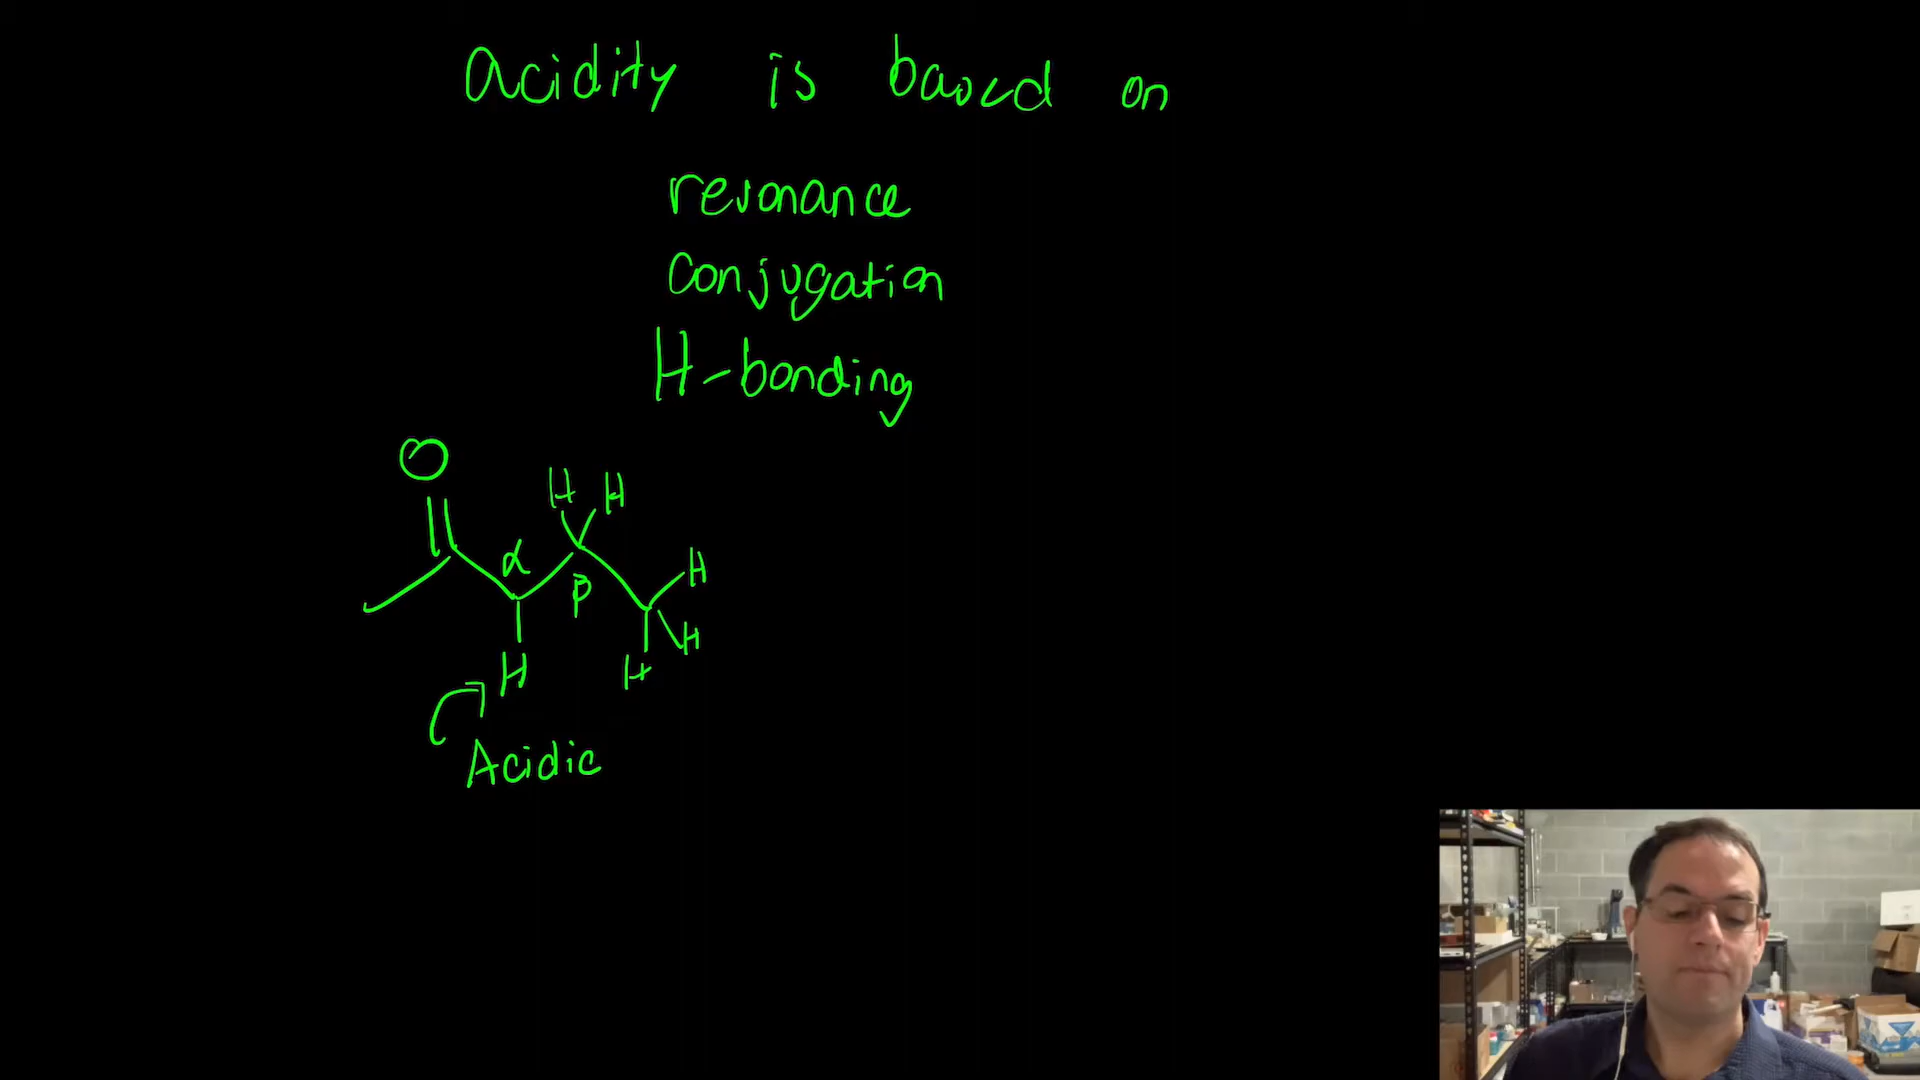 acidity is based on
resonance
conjugation
H-bonding
O
H H
α
H
β
H
H
H
Acidic